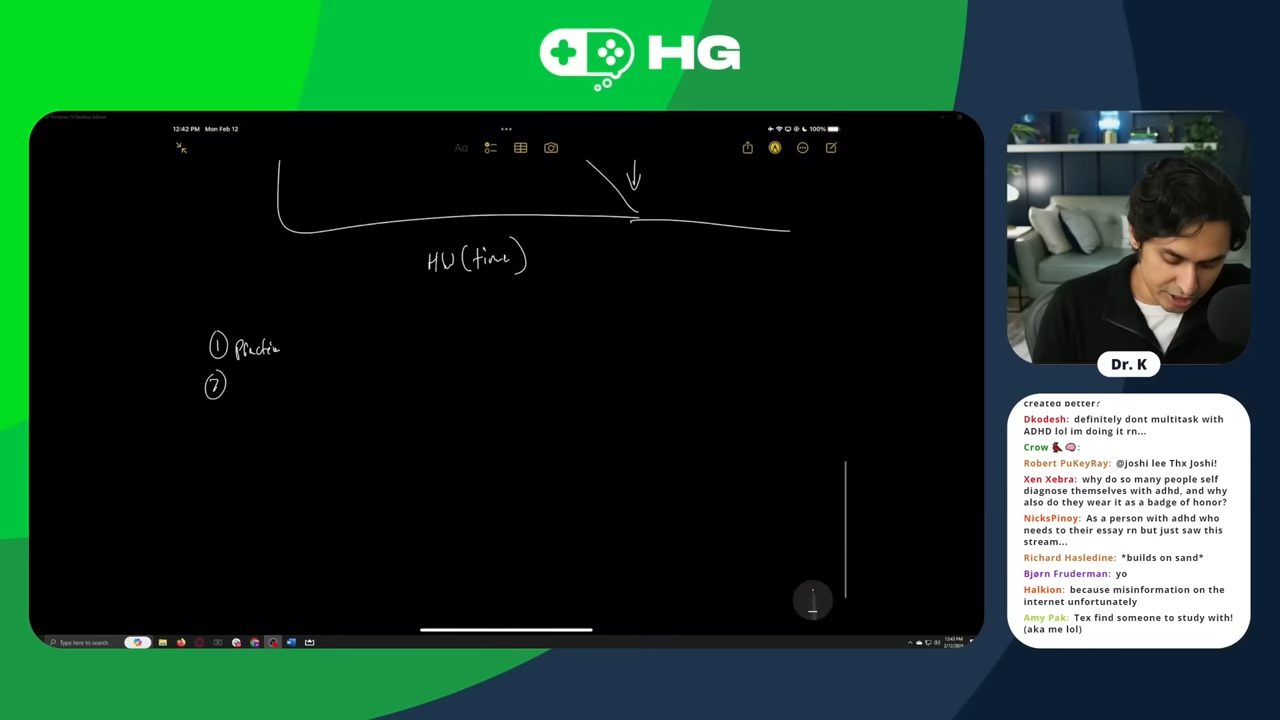 HG
12:42 PM Mon Feb 12
100%
Aa
HW (time)
1
2
Type here to search
2/12/2024
Dr. K
created better?
Dkodesh: definitely dont multitask with
ADHD lol im doing it rn...
Crow 🧠:
Robert PuKeyRay: @joshi lee Thx Joshi!
Xen Xebra: why do so many people self
diagnose themselves with adhd, and why
also do they wear it as a badge of honor?
NicksPinoy: As a person with adhd who
needs to their essay rn but just saw this
stream...
Richard Hasledine: *builds on sand*
Bjørn Fruderman: yo
Halkion: because misinformation on the
internet unfortunately
Amy Pak: Tex find someone to study with!
(aka me lol)